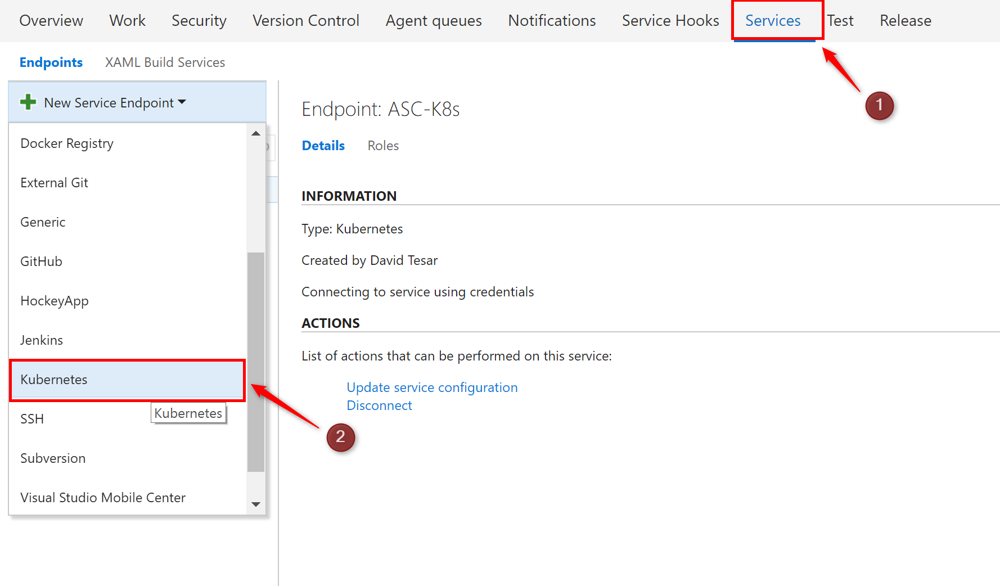 Overview Work Security Version Control Agent queues Notifications Service Hooks Services Test Release
Endpoints XAML Build Services
1
New Service Endpoint
Docker Registry
External Git
Generic
GitHub
HockeyApp
Jenkins
Kubernetes
Kubernetes
SSH
Subversion
Visual Studio Mobile Center
2
Endpoint: ASC-K8s
Details Roles
INFORMATION
Type: Kubernetes
Created by David Tesar
Connecting to service using credentials
ACTIONS
List of actions that can be performed on this service:
Update service configuration
Disconnect